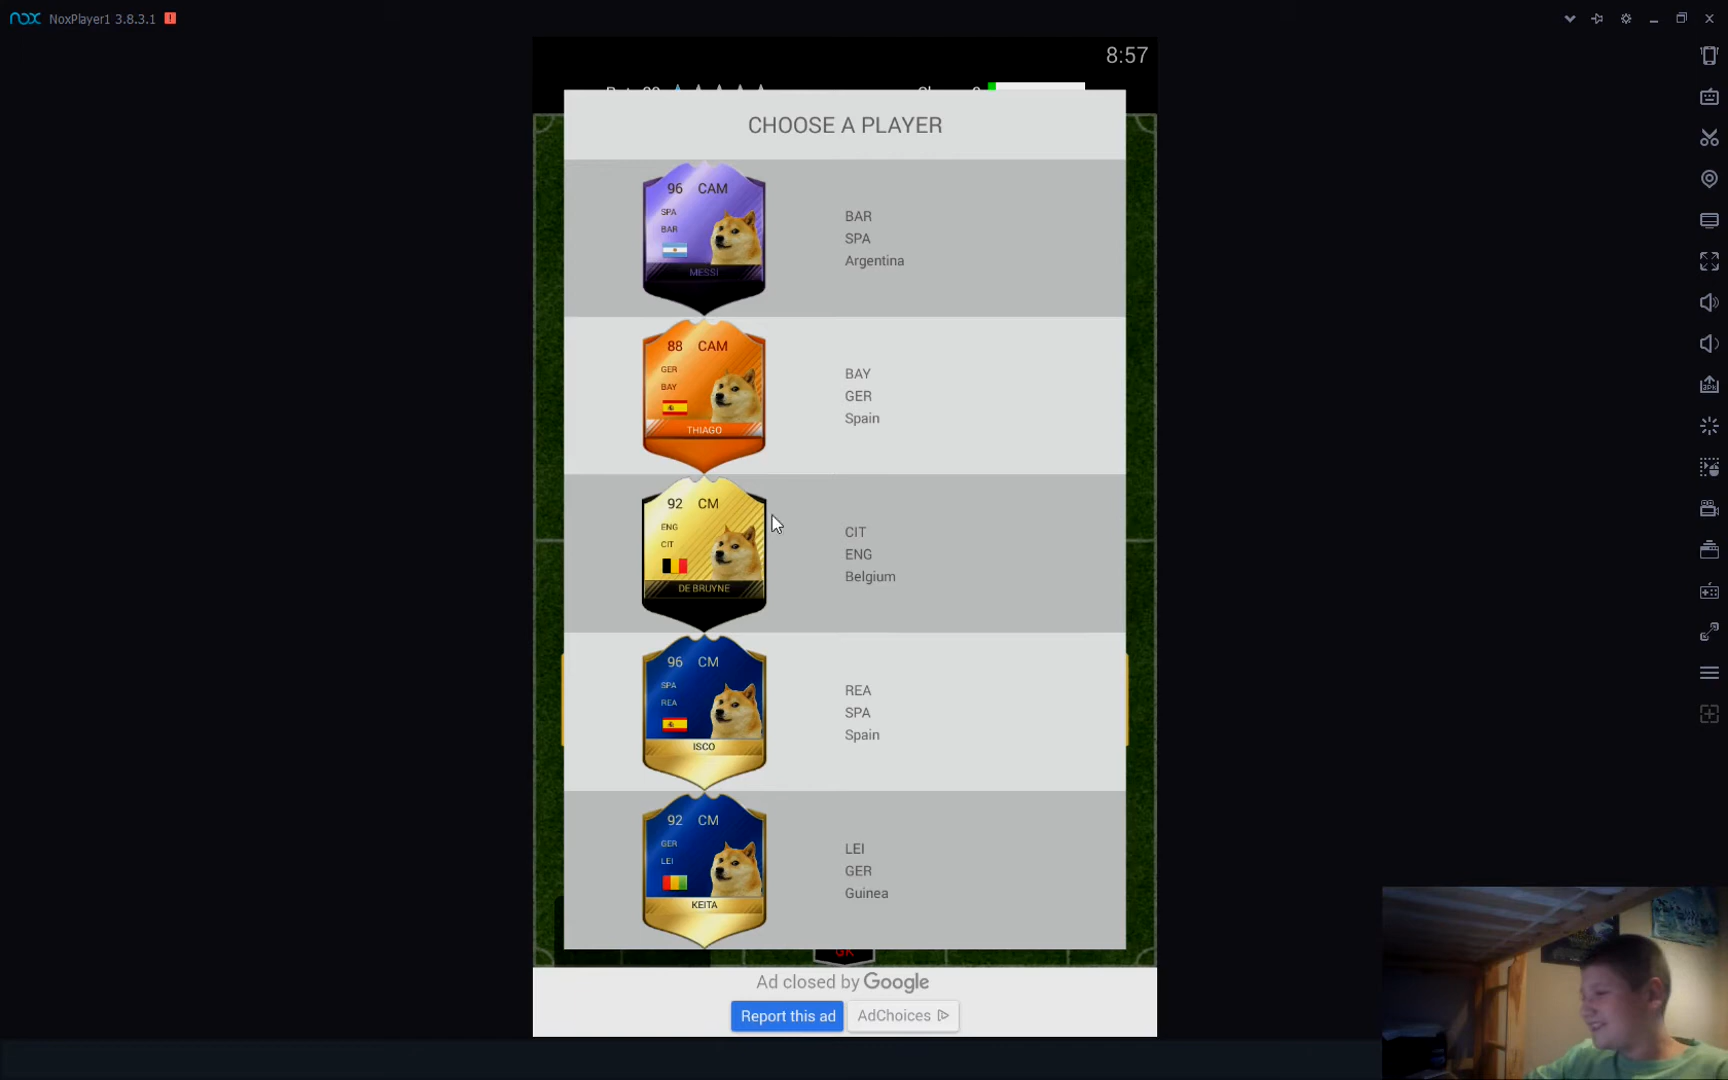 nox NoxPlayer1 3.8.3.1
8:57
CHOOSE A PLAYER
96 CAM
SPA
BAR
MESSI
BAR
SPA
Argentina
88 CAM
GER
BAY
THIAGO
BAY
GER
Spain
92 CM
ENG
CIT
DE BRUYNE
CIT
ENG
Belgium
96 CM
SPA
REA
ISCO
REA
SPA
Spain
92 CM
GER
LEI
KEITA
LEI
GER
Guinea
GK
Ad closed by Google
Report this ad
AdChoices